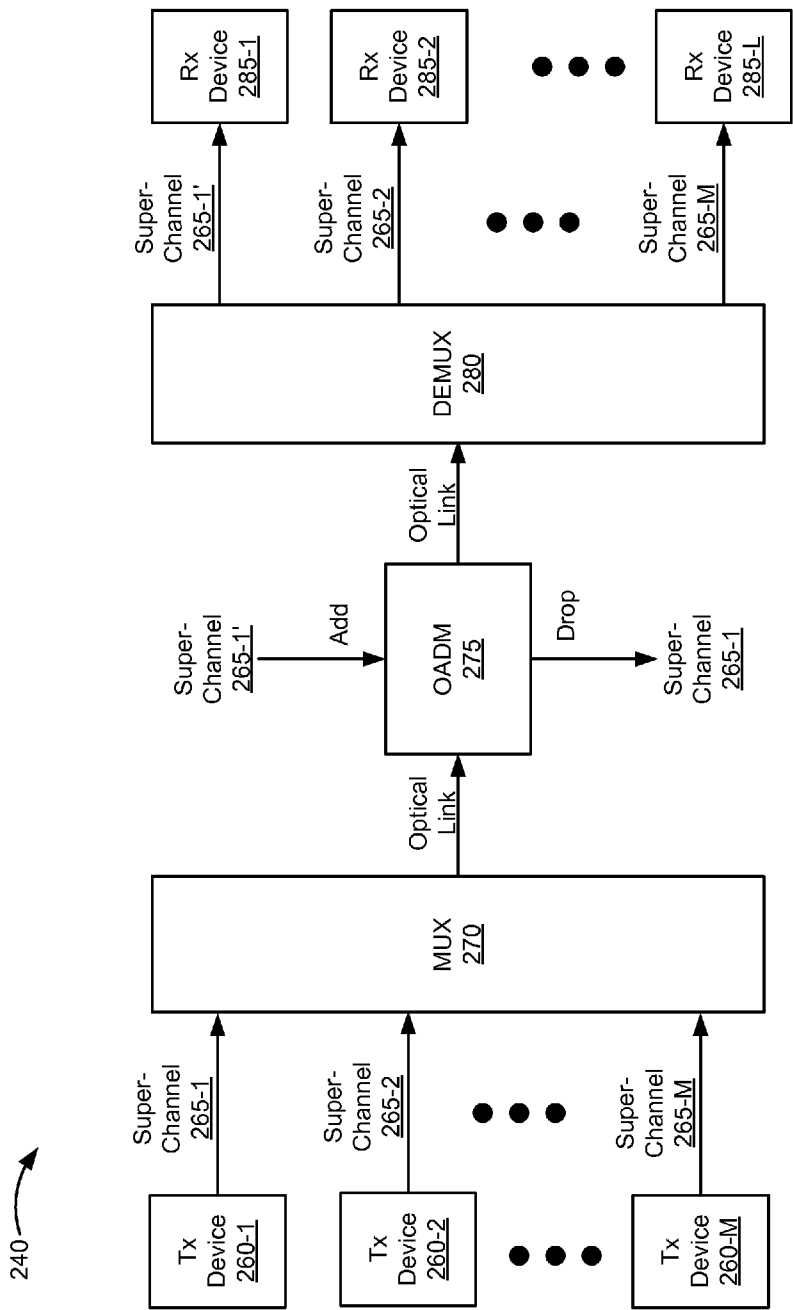 240
Tx
Device
260-1
Tx
Device
260-2
Tx
Device
260-M
Super-
Channel
265-1
Super-
Channel
265-2
Super-
Channel
265-M
MUX
270
Optical
Link
Super-
Channel
265-1'
Add
OADM
275
Drop
Super-
Channel
265-1
Optical
Link
DEMUX
280
Super-
Channel
265-1'
Super-
Channel
265-2
Super-
Channel
265-M
Rx
Device
285-1
Rx
Device
285-2
Rx
Device
285-L